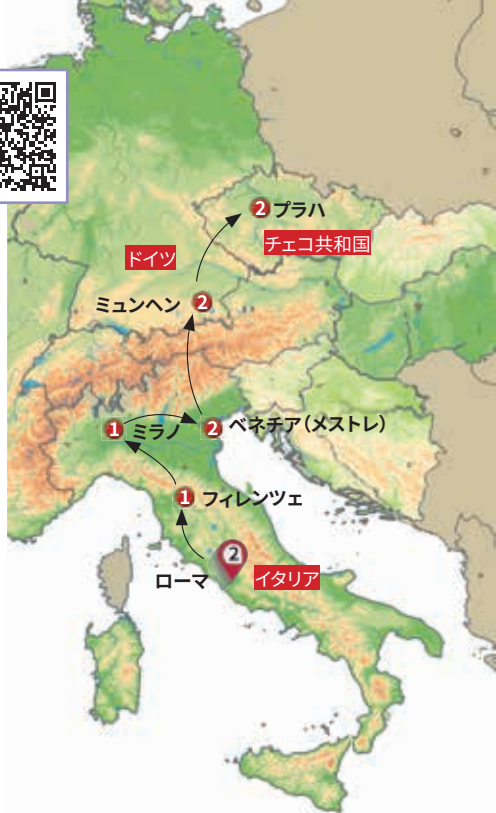 2 プラハ
チェコ共和国
ドイツ
ミュンヘン 2
1 ミラノ
2 ベネチア（メストレ）
1 フィレンツェ
2
ローマ
イタリア